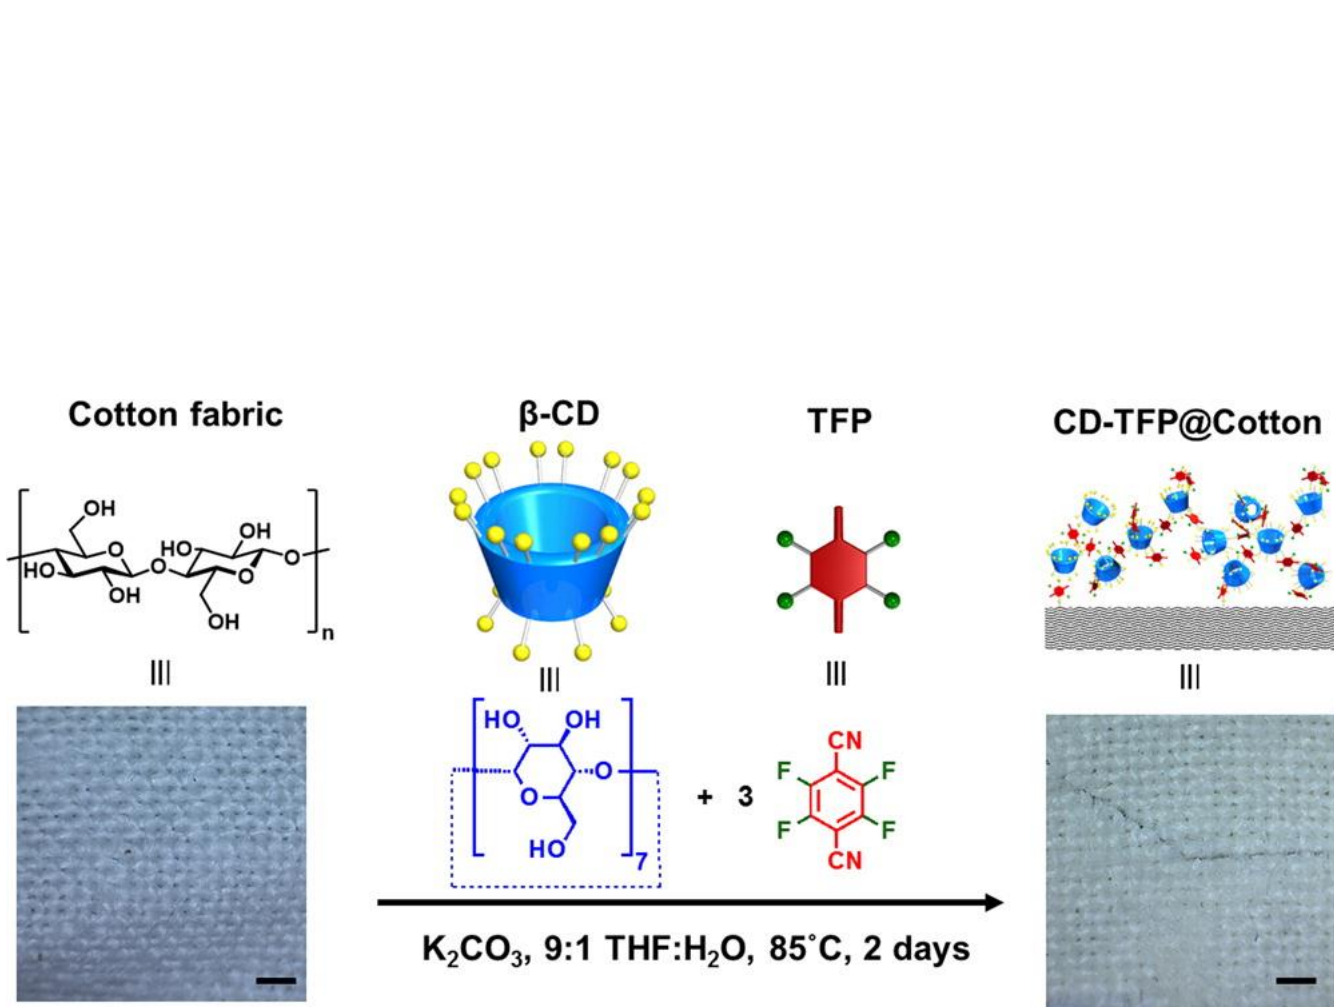 Cotton fabric
β-CD
TFP
CD-TFP@Cotton
OH
OH
O
HO
O
HO
O
O
OH
OH
n
HO
OH
O
O
HO
7
+ 3
CN
F
F
F
F
CN
K₂CO₃, 9:1 THF:H₂O, 85˚C, 2 days